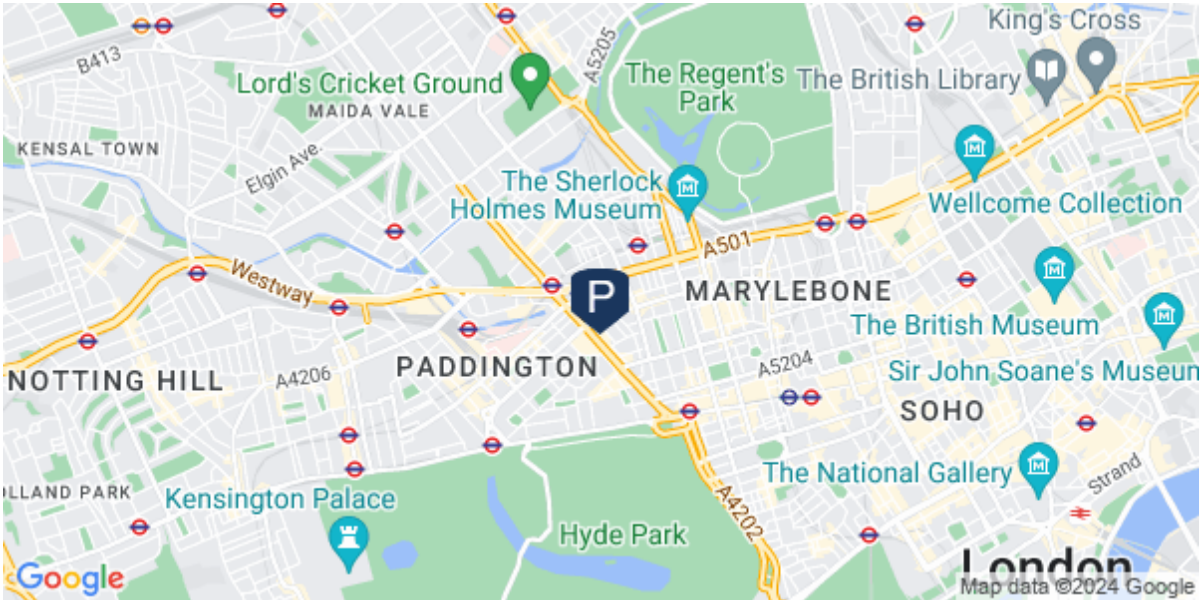 King's Cross
B413
A5205
Lord's Cricket Ground
The Regent's
Park
The British Library
MAIDA VALE
KENSAL TOWN
Elgin Ave.
The Sherlock
Holmes Museum
Wellcome Collection
A501
Westway
P
MARYLEBONE
The British Museum
PADDINGTON
A5204
Sir John Soane's Museum
NOTTING HILL
A4206
SOHO
The National Gallery
Strand
OLLAND PARK
Kensington Palace
A4202
Hyde Park
London
Google
Map data ©2024 Google